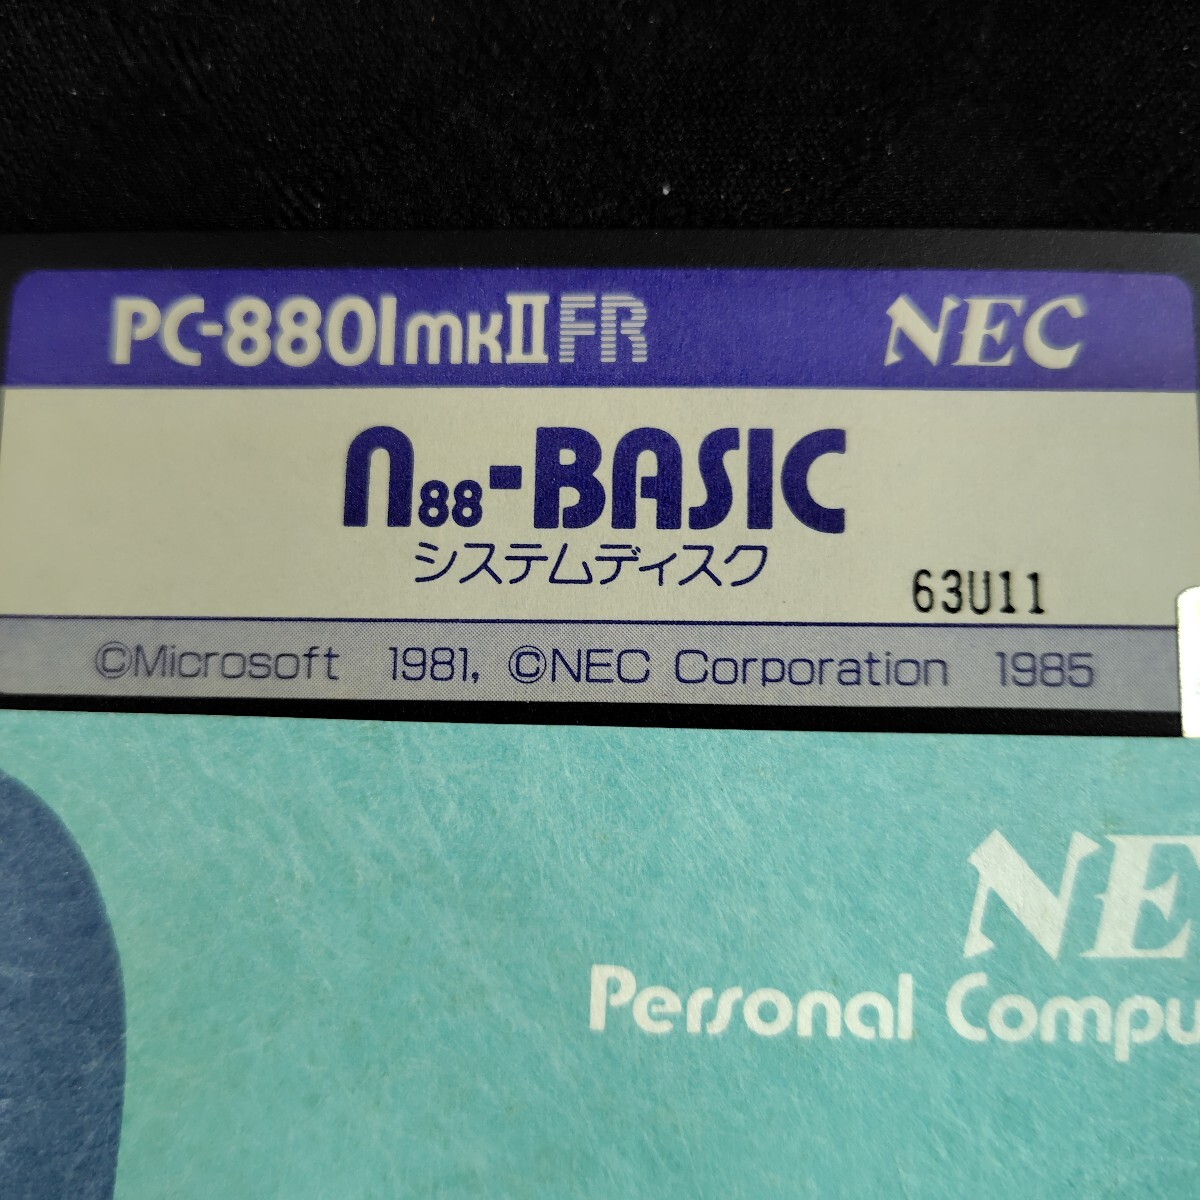 PC-8801mkⅡFR NEC
N88-BASIC
システムディスク
63U11
©Microsoft 1981, ©NEC Corporation 1985
NE
Personal Compu